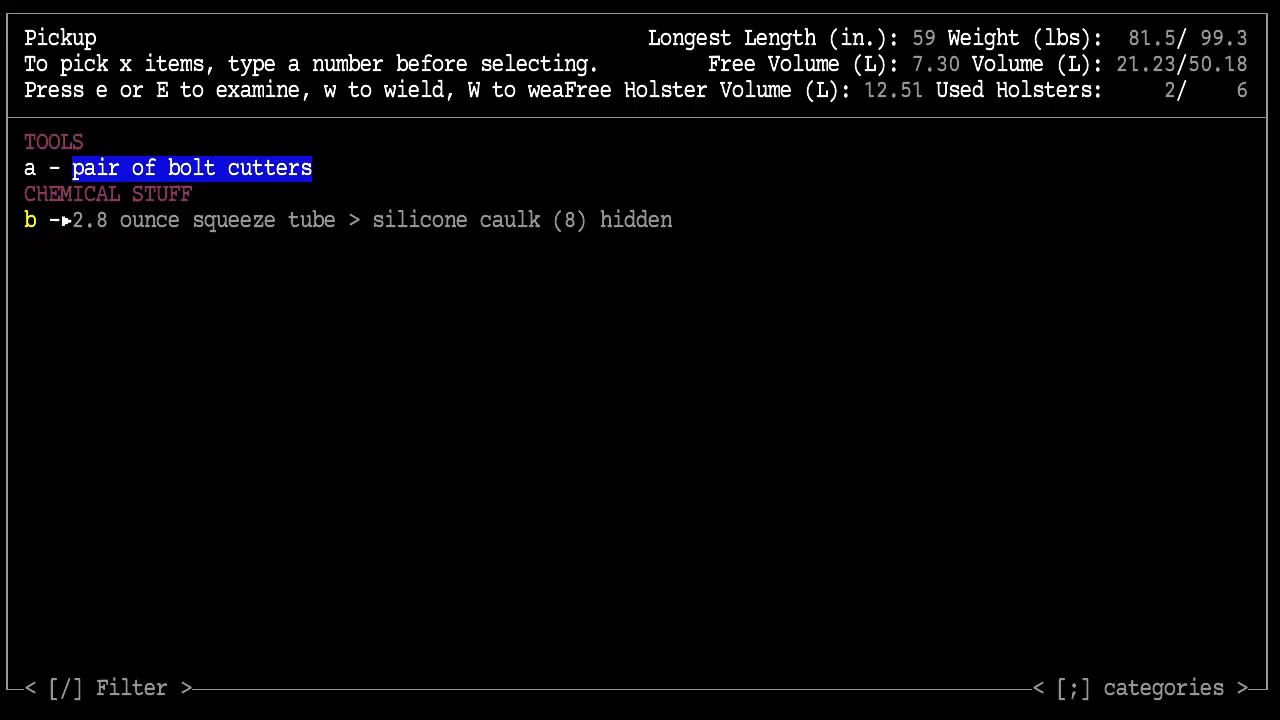 Pickup Longest Length (in.): 59 Weight (lbs): 81.5/ 99.3
To pick x items, type a number before selecting. Free Volume (L): 7.30 Volume (L): 21.23/50.18
Press e or E to examine, w to wield, W to weaFree Holster Volume (L): 12.51 Used Holsters: 2/ 6
TOOLS
a - pair of bolt cutters
CHEMICAL STUFF
b -▸2.8 ounce squeeze tube > silicone caulk (8) hidden
< [/] Filter > < [;] categories >